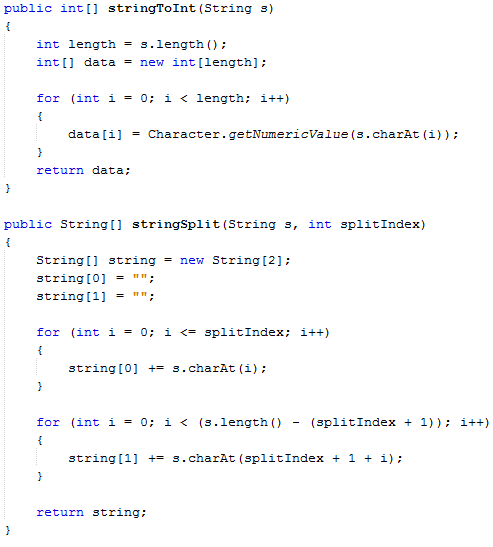 public int[] stringToInt(String s)
{
    int length = s.length();
    int[] data = new int[length];

    for (int i = 0; i < length; i++)
    {
        data[i] = Character.getNumericValue(s.charAt(i));
    }
    return data;
}

public String[] stringSplit(String s, int splitIndex)
{
    String[] string = new String[2];
    string[0] = "";
    string[1] = "";

    for (int i = 0; i <= splitIndex; i++)
    {
        string[0] += s.charAt(i);
    }

    for (int i = 0; i < (s.length() - (splitIndex + 1)); i++)
    {
        string[1] += s.charAt(splitIndex + 1 + i);
    }

    return string;
}